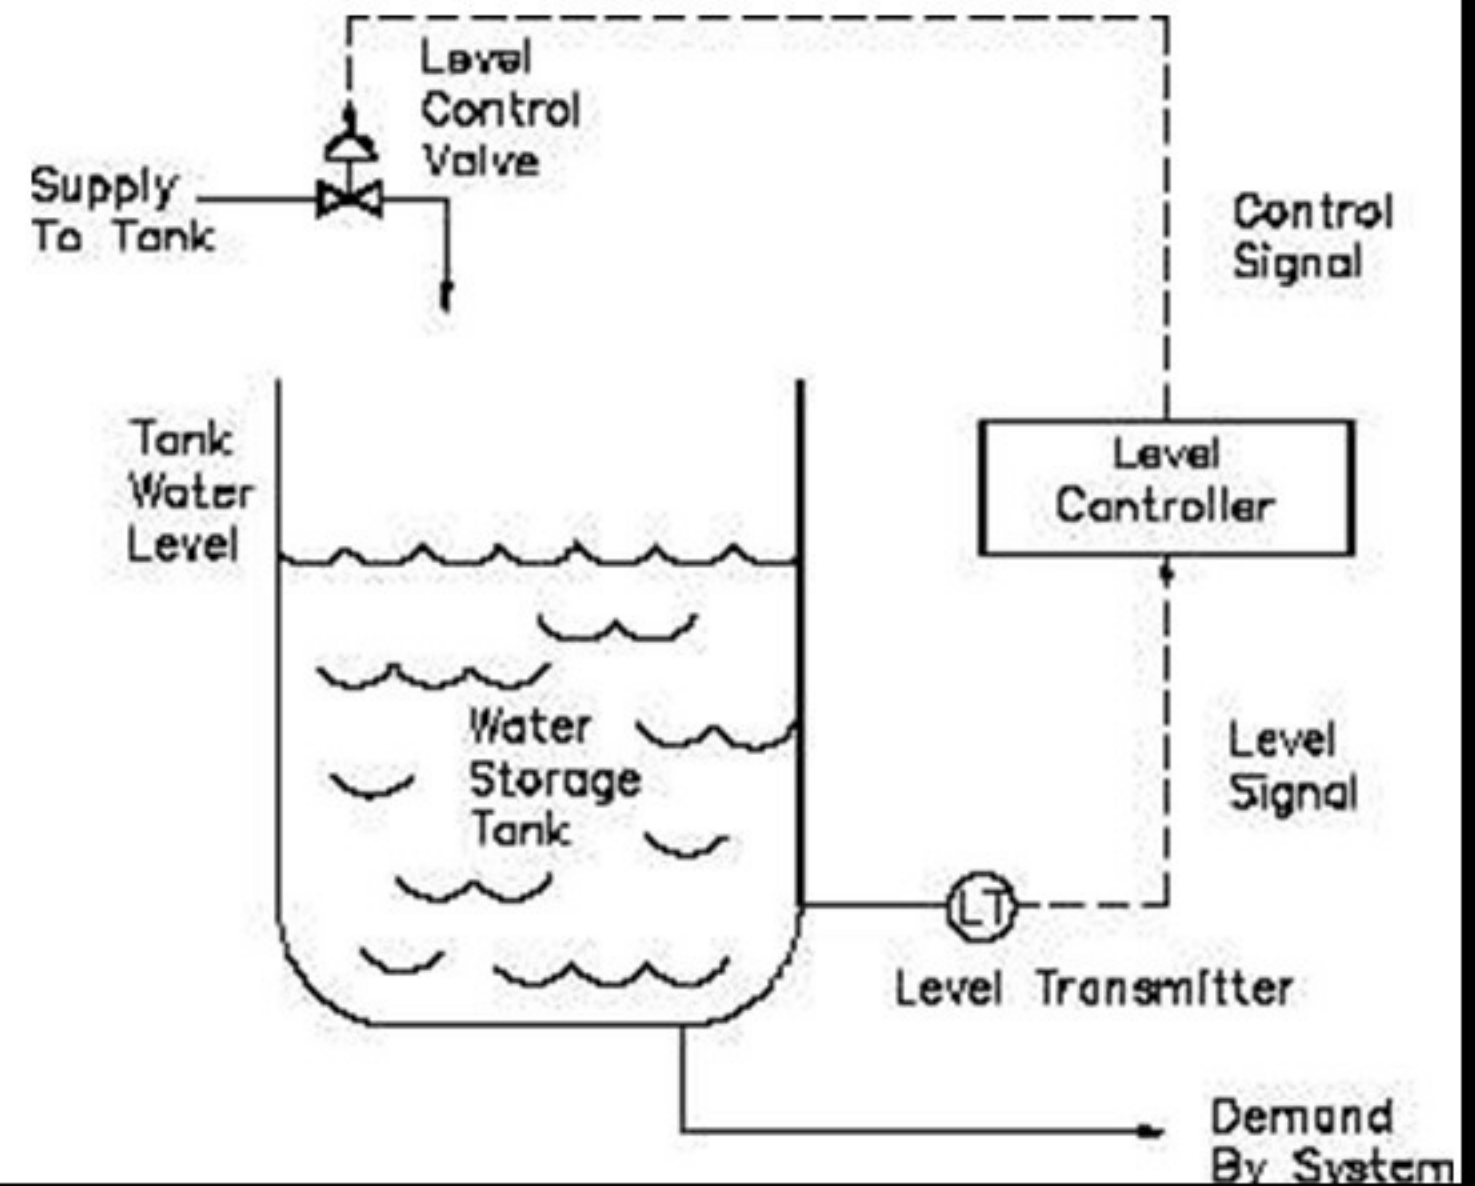 Level
Control
Valve
Supply
To Tank
Control
Signal
Tank
Water
Level
Level
Controller
Water
Storage
Tank
Level
Signal
LT
Level Transmitter
Demand
By System